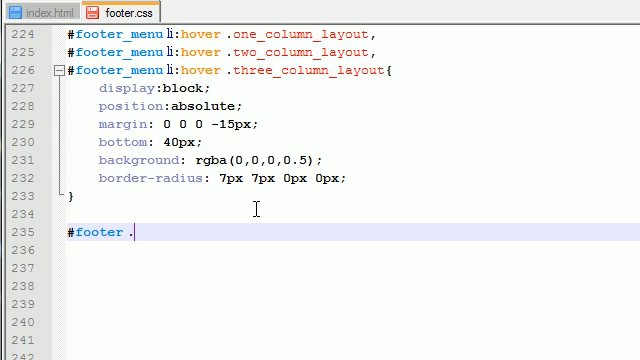 index.html footer.css
224 #footer_menu li:hover .one_column_layout,
225 #footer_menu li:hover .two_column_layout,
226 #footer_menu li:hover .three_column_layout{
227 display:block;
228 position:absolute;
229 margin: 0 0 0 -15px;
230 bottom: 40px;
231 background: rgba(0,0,0,0.5);
232 border-radius: 7px 7px 0px 0px;
233 }
234
235 #footer .
236
237
238
239
240
241
242